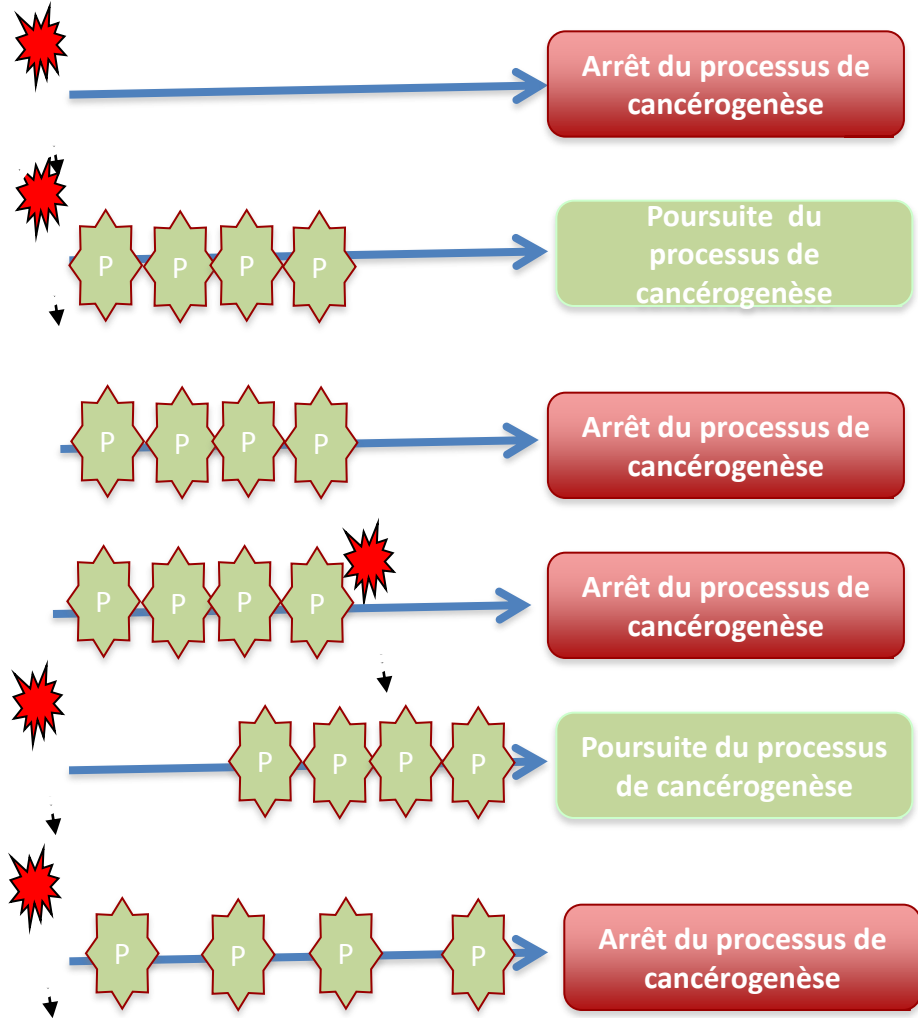 Arrêt du processus de
cancérogenèse
P P P P
Poursuite du
processus de
cancérogenèse
P P P P
Arrêt du processus de
cancérogenèse
P P P P
Arrêt du processus de
cancérogenèse
P P P P
Poursuite du processus
de cancérogenèse
P P P P
Arrêt du processus de
cancérogenèse